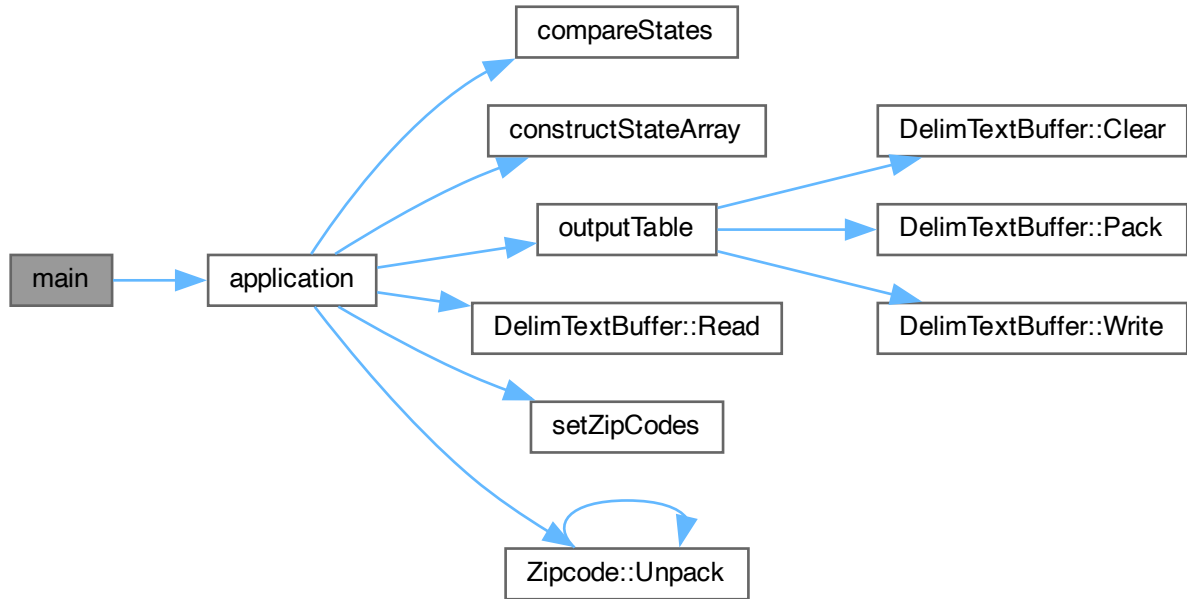 compareStates
constructStateArray
DelimTextBuffer::Clear
outputTable
DelimTextBuffer::Pack
main
application
DelimTextBuffer::Read
DelimTextBuffer::Write
setZipCodes
Zipcode::Unpack